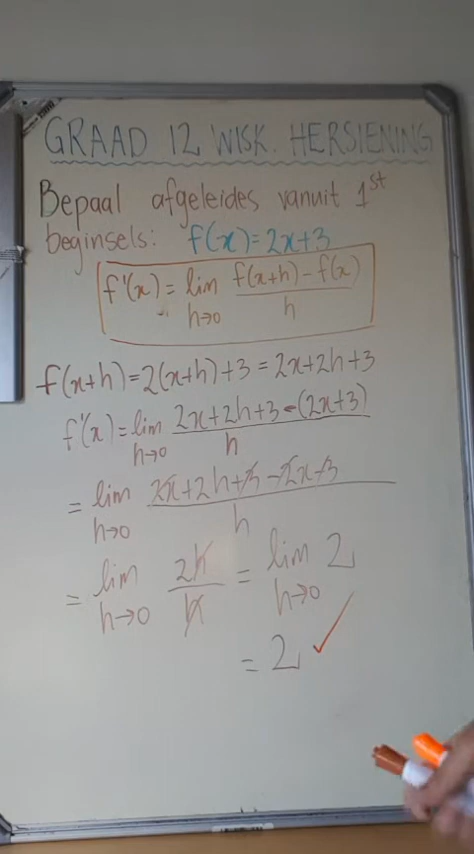 GRAAD 12 WISK. HERSIENING
Bepaal afgeleides vanuit 1st
beginsels: f(x)=2x+3
f'(x) = lim h→0 f(x+h)-f(x) / h
f(x+h)=2(x+h)+3 = 2x+2h+3
f'(x) = lim h→0 2x+2h+3-(2x+3) / h
= lim h→0 2x+2h+3-2x-3 / h
= lim h→0 2h / h = lim h→0 2
= 2 ✓